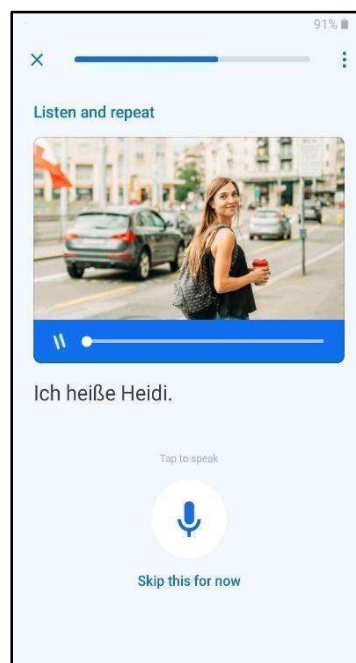 91%
Listen and repeat
Ich heiße Heidi.
Tap to speak
Skip this for now